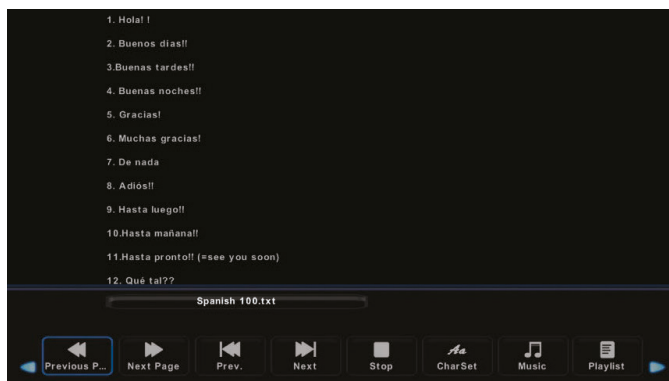 1. Hola! !
2. Buenos días!!
3.Buenas tardes!!
4. Buenas noches!!
5. Gracias!
6. Muchas gracias!
7. De nada
8. Adiós!!
9. Hasta luego!!
10.Hasta mañana!!
11.Hasta pronto!! (=see you soon)
12. Qué tal??
Spanish 100.txt
Previous P... Next Page Prev. Next Stop Aa CharSet Music Playlist